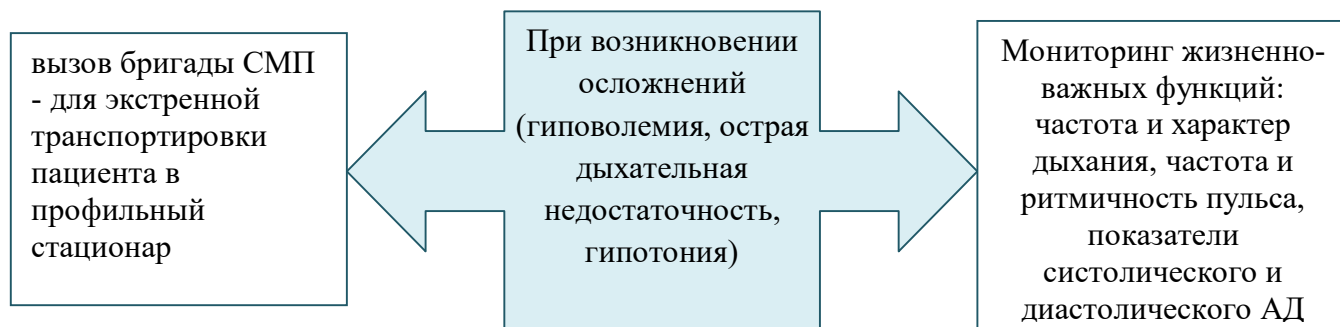 вызов бригады СМП
- для экстренной
транспортировки
пациента в
профильный
стационар
При возникновении
осложнений
(гиповолемия, острая
дыхательная
недостаточность,
гипотония)
Мониторинг жизненно-
важных функций:
частота и характер
дыхания, частота и
ритмичность пульса,
показатели
систолического и
диастолического АД